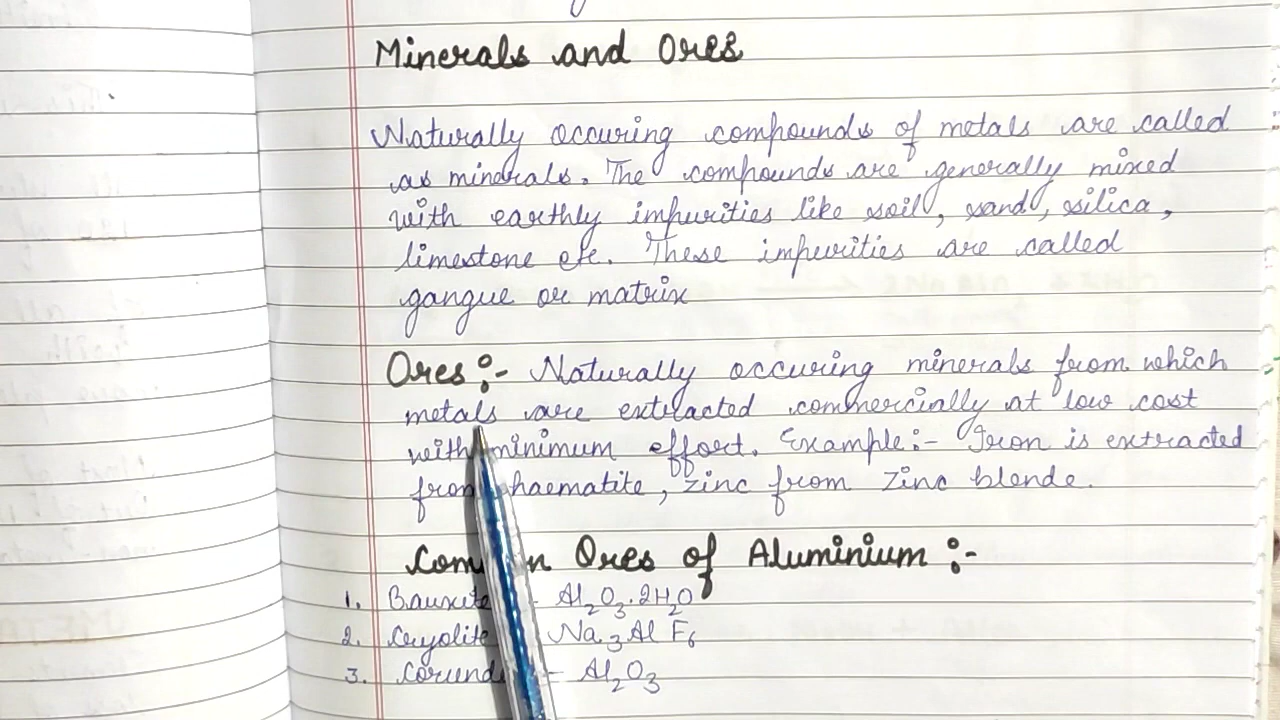 Minerals and Ores
Naturally occuring compounds of metals are called
as minerals. The compounds are generally mixed
with earthly impurities like soil, sand, silica,
limestone etc. These impurities are called
gangue or matrix
Ores:- Naturally occuring minerals from which
metals are extracted commercially at low cost
with minimum effort. Example:- Iron is extracted
from haematite, zinc from Zinc blende.
Common Ores of Aluminium :-
1. Bauxite - Al2O3.2H2O
2. Cryolite Na3AlF6
3. - Al2O3